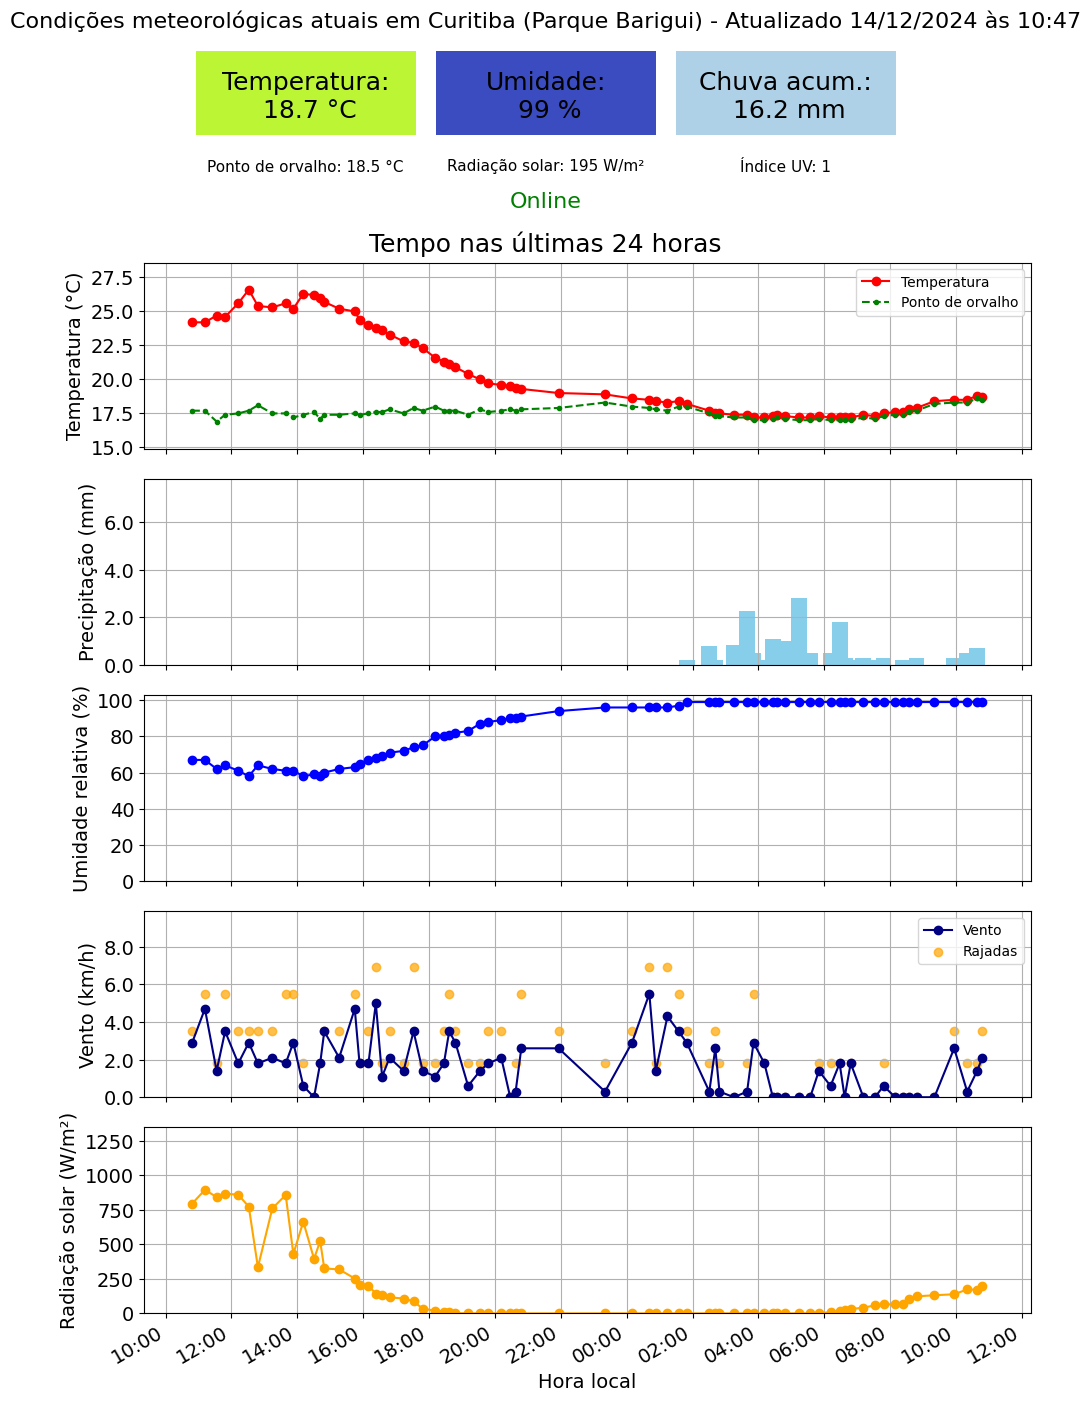 Condições meteorológicas atuais em Curitiba (Parque Barigui) - Atualizado 14/12/2024 às 10:47
Temperatura:
18.7 °C
Umidade:
99 %
Chuva acum.:
16.2 mm
Ponto de orvalho: 18.5 °C
Radiação solar: 195 W/m²
Índice UV: 1
Online
Tempo nas últimas 24 horas
Temperatura (°C)
27.5
25.0
22.5
20.0
17.5
15.0
Temperatura
Ponto de orvalho
Precipitação (mm)
6.0
4.0
2.0
0.0
Umidade relativa (%)
100
80
60
40
20
0
Vento (km/h)
8.0
6.0
4.0
2.0
0.0
Vento
Rajadas
Radiação solar (W/m²)
1250
1000
750
500
250
0
10:00
12:00
14:00
16:00
18:00
20:00
22:00
00:00
02:00
04:00
06:00
08:00
10:00
12:00
Hora local